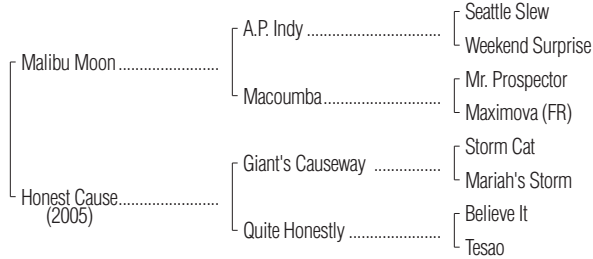 Seattle Slew
A.P. Indy ............................
Weekend Surprise
Malibu Moon .........................
Mr. Prospector
Macoumba.............................
Maximova (FR)
Storm Cat
Giant's Causeway .................
Mariah's Storm
Honest Cause.........................
(2005)
Believe It
Quite Honestly .......................
Tesao